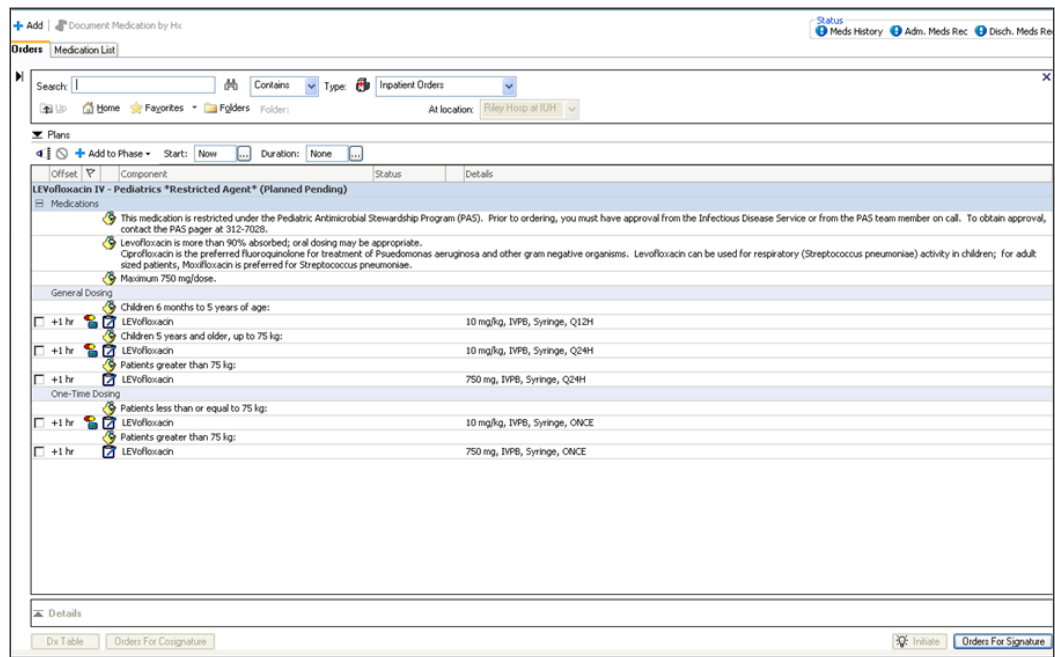 Add Document Medication by Hx
Status
Meds History Adm. Meds Rec Disch. Meds Re
Orders Medication List
Search: Contains Type: Inpatient Orders
Up Home Favorites Folders Folder: At location: Riley Hosp at IUH
Plans
Add to Phase Start: Now ... Duration: None ...
Offset Component Status Details
LEVofloxacin IV - Pediatrics *Restricted Agent* (Planned Pending)
Medications
This medication is restricted under the Pediatric Antimicrobial Stewardship Program (PAS). Prior to ordering, you must have approval from the Infectious Disease Service or from the PAS team member on call. To obtain approval,
contact the PAS pager at 312-7028.
Levofloxacin is more than 90% absorbed; oral dosing may be appropriate.
Ciprofloxacin is the preferred fluoroquinolone for treatment of Psuedomonas aeruginosa and other gram negative organisms. Levofloxacin can be used for respiratory (Streptococcus pneumoniae) activity in children; for adult
sized patients, Moxifloxacin is preferred for Streptococcus pneumoniae.
Maximum 750 mg/dose.
General Dosing
Children 6 months to 5 years of age:
+1 hr LEVofloxacin 10 mg/kg, IVPB, Syringe, Q12H
Children 5 years and older, up to 75 kg:
+1 hr LEVofloxacin 10 mg/kg, IVPB, Syringe, Q24H
Patients greater than 75 kg:
+1 hr LEVofloxacin 750 mg, IVPB, Syringe, Q24H
One-Time Dosing
Patients less than or equal to 75 kg:
+1 hr LEVofloxacin 10 mg/kg, IVPB, Syringe, ONCE
Patients greater than 75 kg:
+1 hr LEVofloxacin 750 mg, IVPB, Syringe, ONCE
Details
Dx Table Orders For Cosignature Initiate Orders For Signature